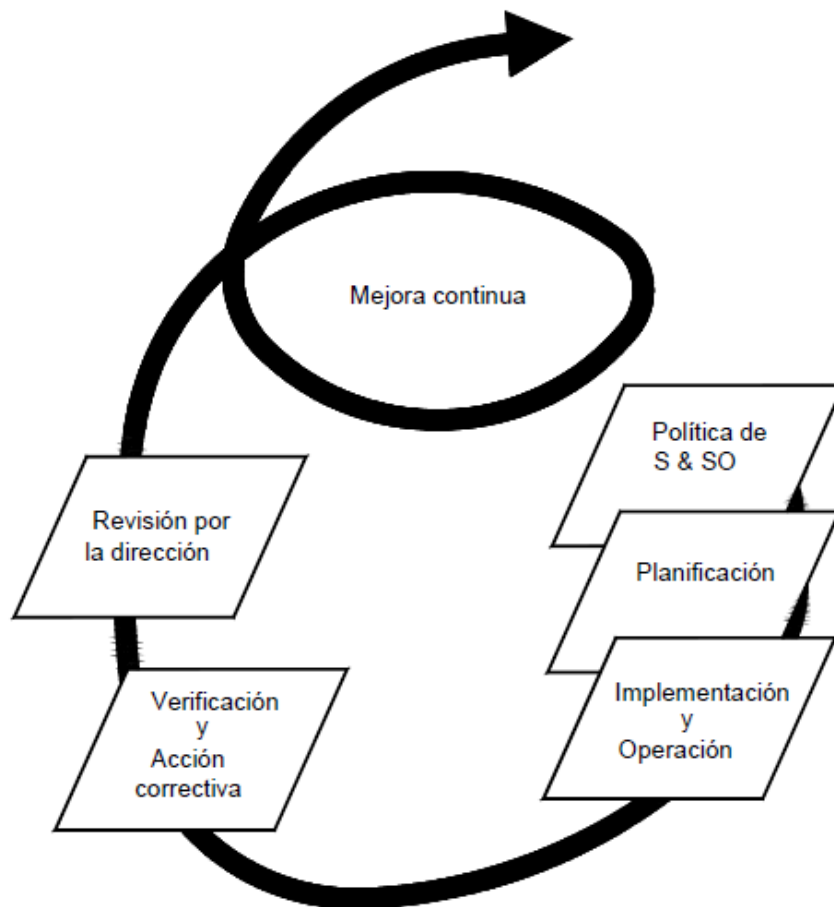 Mejora continua
Política de
S & SO
Planificación
Implementación
y
Operación
Revisión por
la dirección
Verificación
y
Acción
correctiva